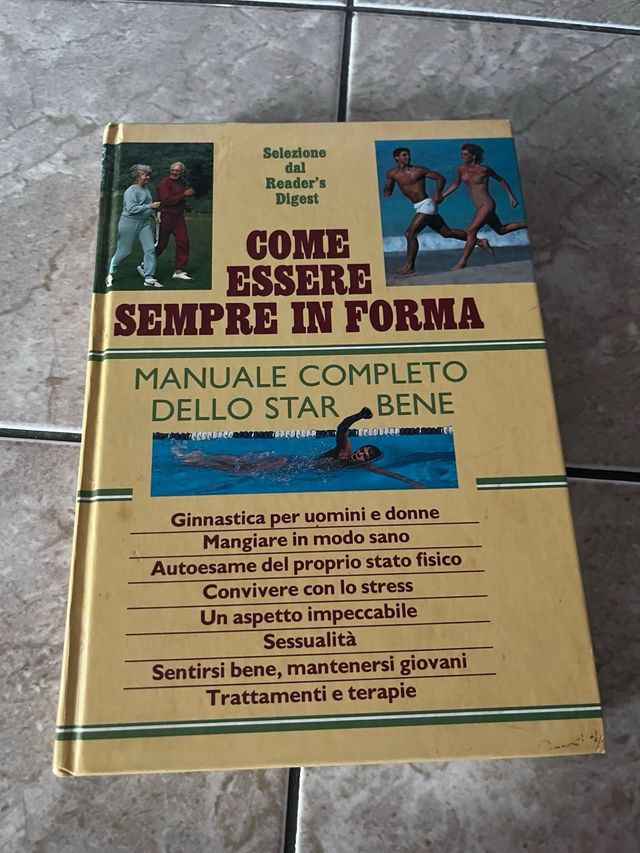 Selezione
dal
Reader's
Digest
COME
ESSERE
SEMPRE IN FORMA
MANUALE COMPLETO
DELLO STAR BENE
Ginnastica per uomini e donne
Mangiare in modo sano
Autoesame del proprio stato fisico
Convivere con lo stress
Un aspetto impeccabile
Sessualità
Sentirsi bene, mantenersi giovani
Trattamenti e terapie